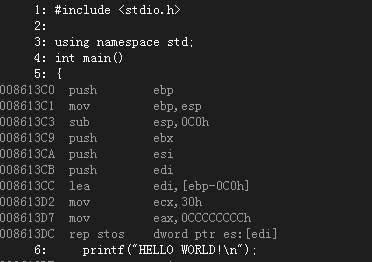 1: #include <stdio.h>
2:
3: using namespace std;
4: int main()
5: {
008613C0 push ebp
008613C1 mov ebp,esp
008613C3 sub esp,0C0h
008613C9 push ebx
008613CA push esi
008613CB push edi
008613CC lea edi,[ebp-0C0h]
008613D2 mov ecx,30h
008613D7 mov eax,0CCCCCCCCh
008613DC rep stos dword ptr es:[edi]
6: printf("HELLO WORLD!\n");